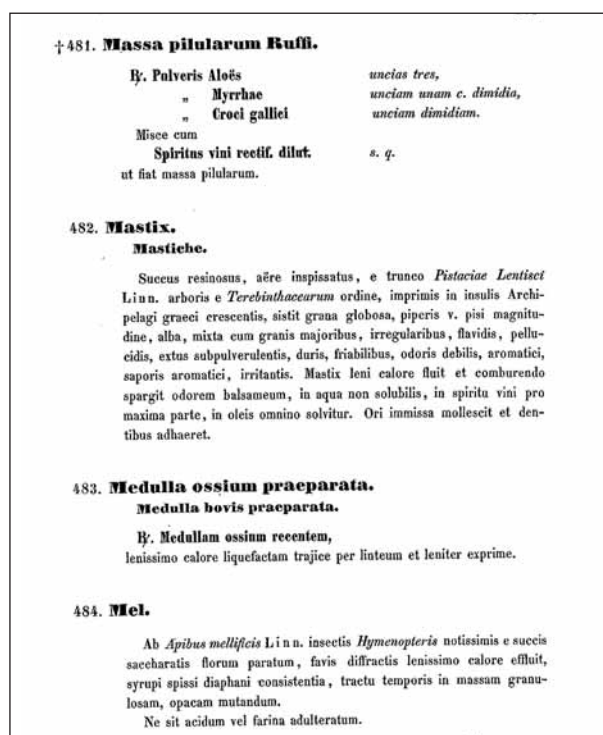 †481. Massa pilularum Ruffi.
℞. Pulveris Aloës uncias tres,
„ Myrrhae unciam unam c. dimidia,
„ Croci gallici unciam dimidiam.
Misce cum
Spiritus vini rectif. dilut. s. q.
ut fiat massa pilularum.
482. Mastix.
Mastiche.
Succus resinosus, aëre inspissatus, e trunco Pistaciae Lentisci
Linn. arboris e Terebinthacearum ordine, imprimis in insulis Archi-
pelagi graeci crescentis, sistit grana globosa, piperis v. pisi magnitu-
dine, alba, mixta cum granis majoribus, irregularibus, flavidis, pellu-
cidis, extus subpulverulentis, duris, friabilibus, odoris debilis, aromatici,
saporis aromatici, irritantis. Mastix leni calore fluit et comburendo
spargit odorem balsameum, in aqua non solubilis, in spiritu vini pro
maxima parte, in oleis omnino solvitur. Ori immissa mollescit et den-
tibus adhaeret.
483. Medulla ossium praeparata.
Medulla bovis praeparata.
℞. Medullam ossium recentem,
lenissimo calore liquefactam trajice per linteum et leniter exprime.
484. Mel.
Ab Apibus mellificis Linn. insectis Hymenopteris notissimis e succis
saccharatis florum paratum, favis diffractis lenissimo calore effluit,
syrupi spissi diaphani consistentia, tractu temporis in massam granu-
losam, opacam mutandum.
Ne sit acidum vel farina adulteratum.